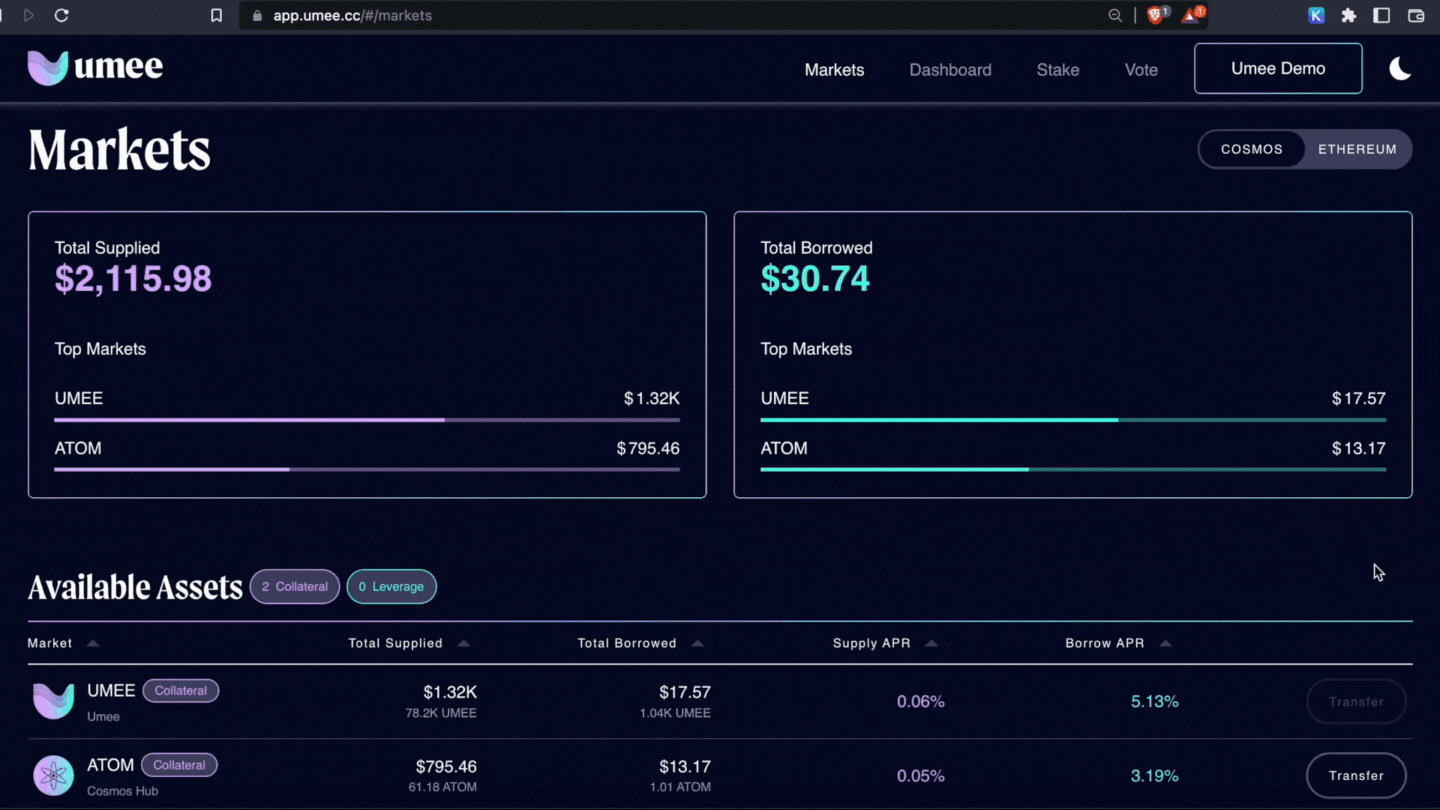 app.umee.cc/#/markets
1
1
K
umee
Markets
Dashboard
Stake
Vote
Umee Demo
Markets
COSMOS
ETHEREUM
Total Supplied
$2,115.98
Top Markets
UMEE $1.32K
ATOM $795.46
Total Borrowed
$30.74
Top Markets
UMEE $17.57
ATOM $13.17
Available Assets
2 Collateral
0 Leverage
Market Total Supplied Total Borrowed Supply APR Borrow APR
UMEE Collateral $1.32K $17.57 0.06% 5.13% Transfer
Umee 78.2K UMEE 1.04K UMEE
ATOM Collateral $795.46 $13.17 0.05% 3.19% Transfer
Cosmos Hub 61.18 ATOM 1.01 ATOM